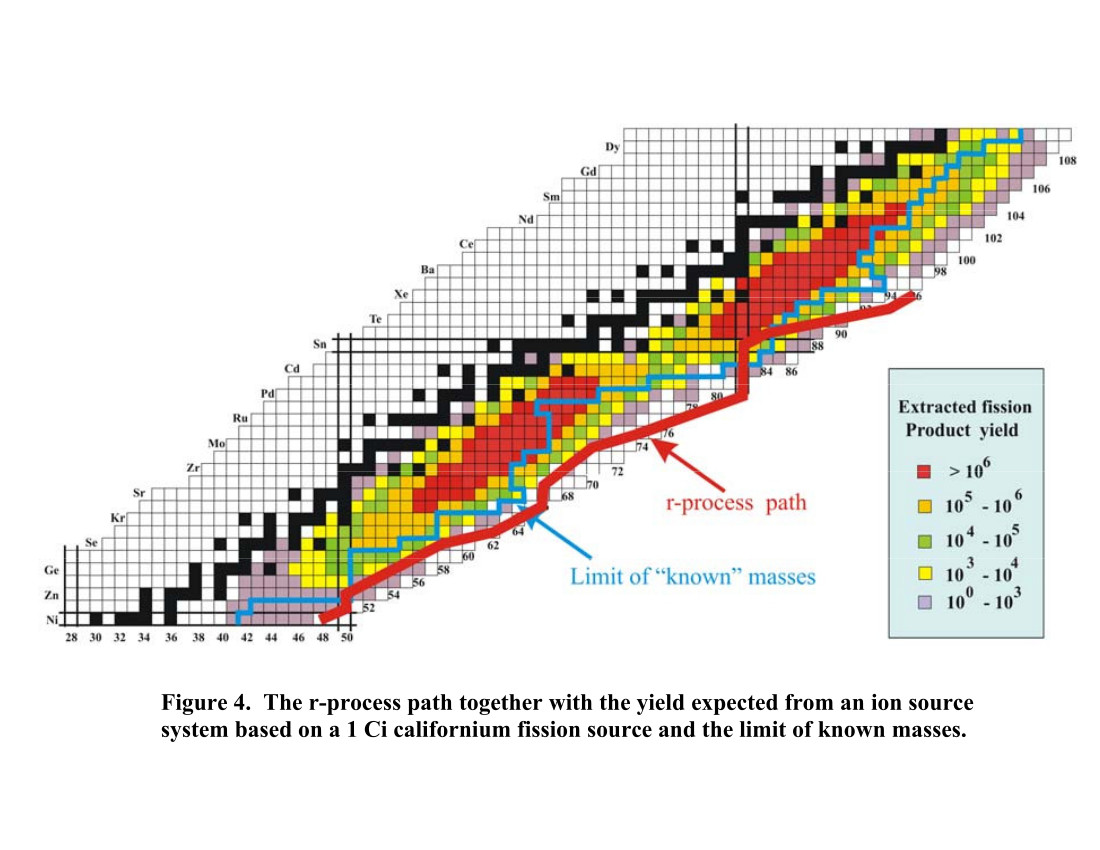 Dy
108
Gd
106
Sm
104
Nd
102
Ce
100
Ba
98
Xe
94
Te
90
Sn
88
84 86
Cd
Pd
80
78
Ru
76
Mo
74
Zr
72
Sr
70
68
Kr
64
Se
62
60
Ge
58
56
Zn
54
52
Ni
28 30 32 34 36 38 40 42 44 46 48 50
r-process path
Limit of “known” masses
Extracted fission
Product yield
> 10^6
10^5 - 10^6
10^4 - 10^5
10^3 - 10^4
10^0 - 10^3
Figure 4. The r-process path together with the yield expected from an ion source
system based on a 1 Ci californium fission source and the limit of known masses.